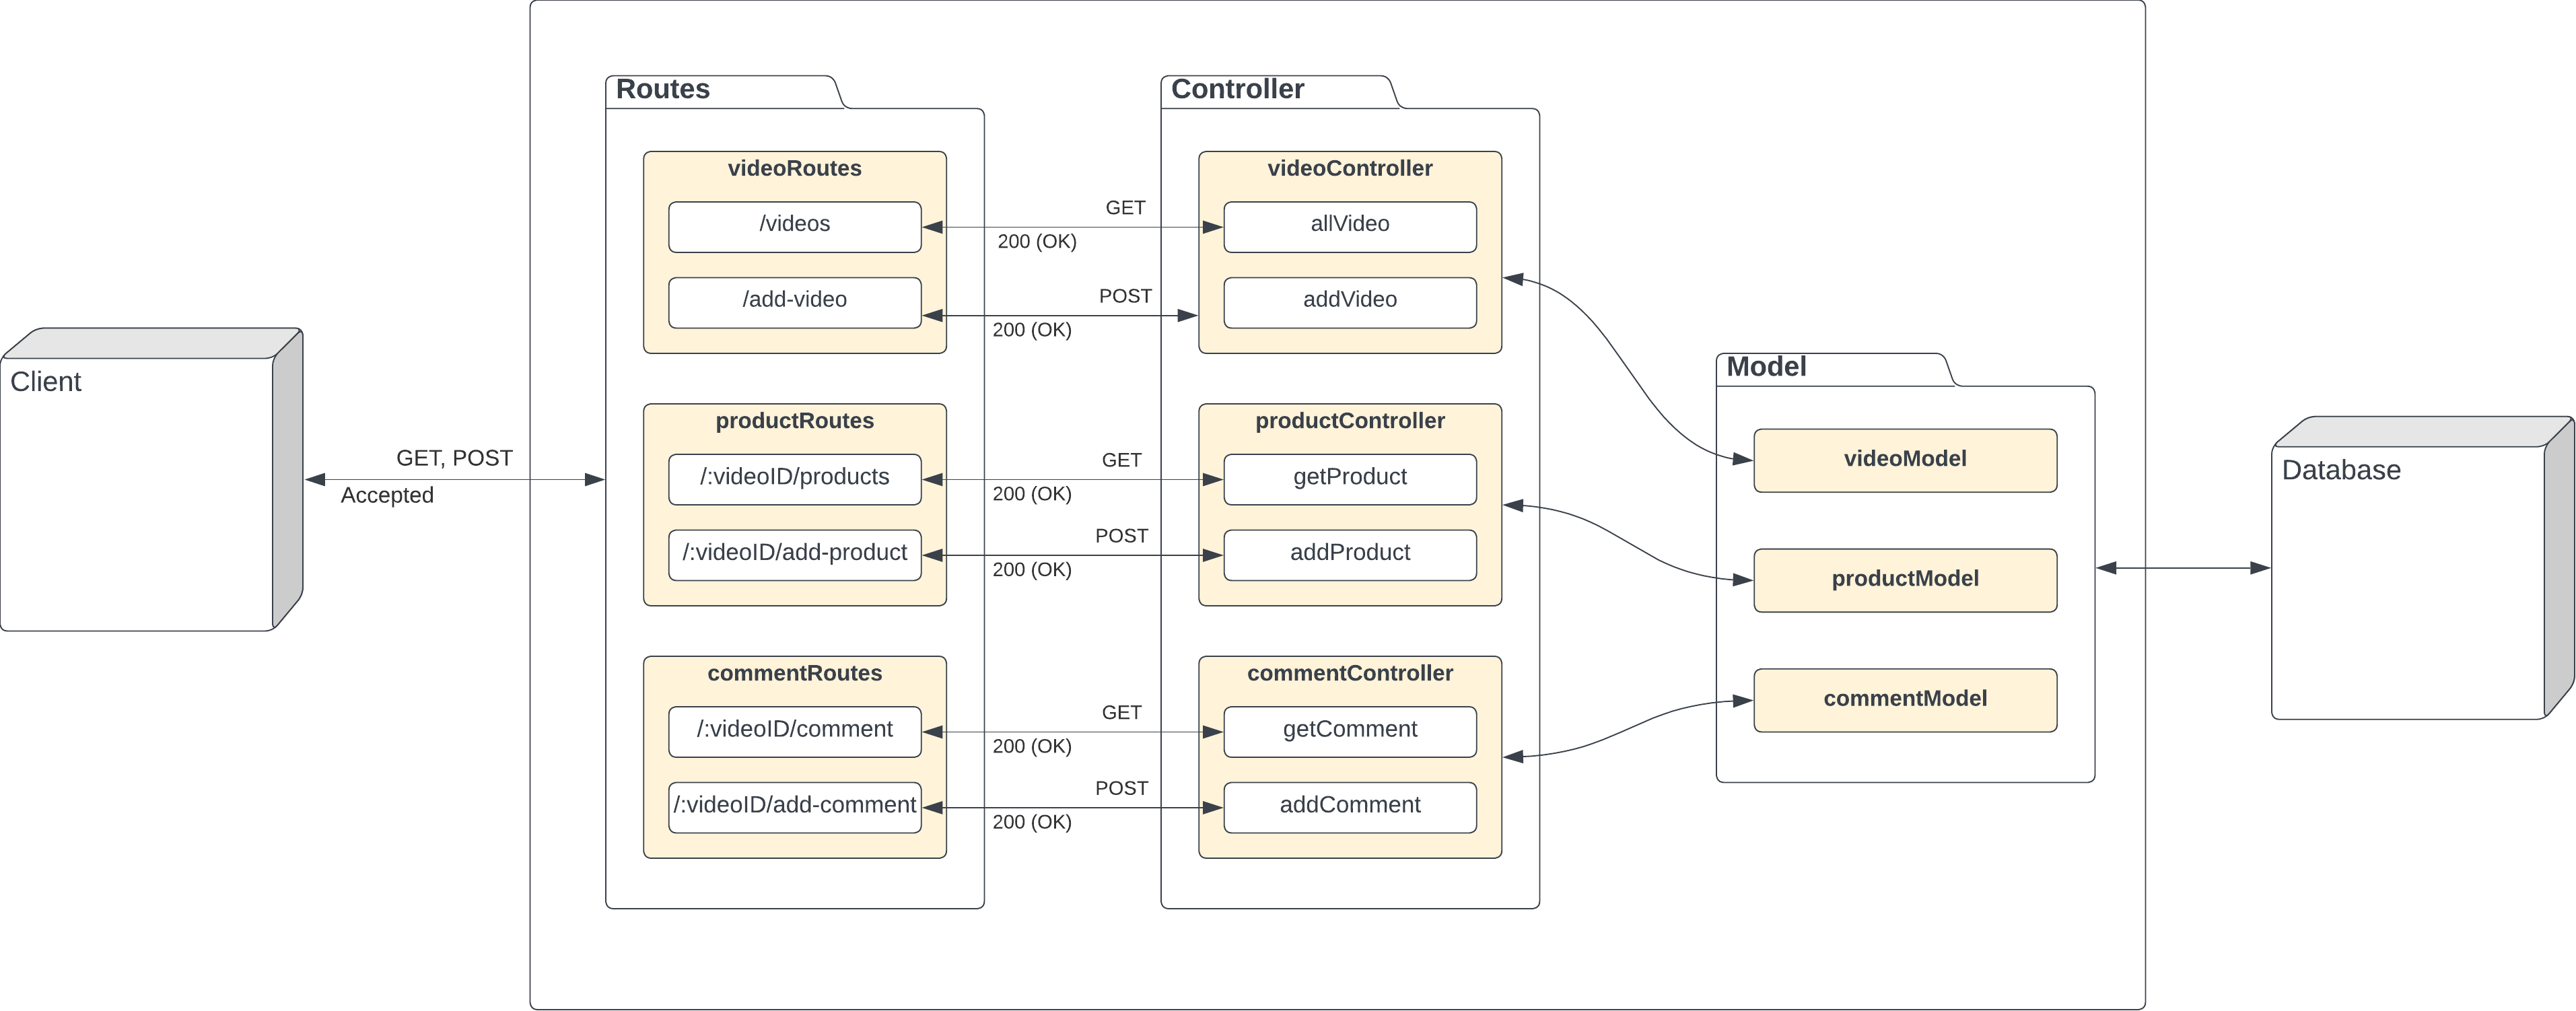 Client
GET, POST
Accepted
Routes
videoRoutes
/videos
/add-video
productRoutes
/:videoID/products
/:videoID/add-product
commentRoutes
/:videoID/comment
/:videoID/add-comment
GET
200 (OK)
POST
200 (OK)
GET
200 (OK)
POST
200 (OK)
GET
200 (OK)
POST
200 (OK)
Controller
videoController
allVideo
addVideo
productController
getProduct
addProduct
commentController
getComment
addComment
Model
videoModel
productModel
commentModel
Database